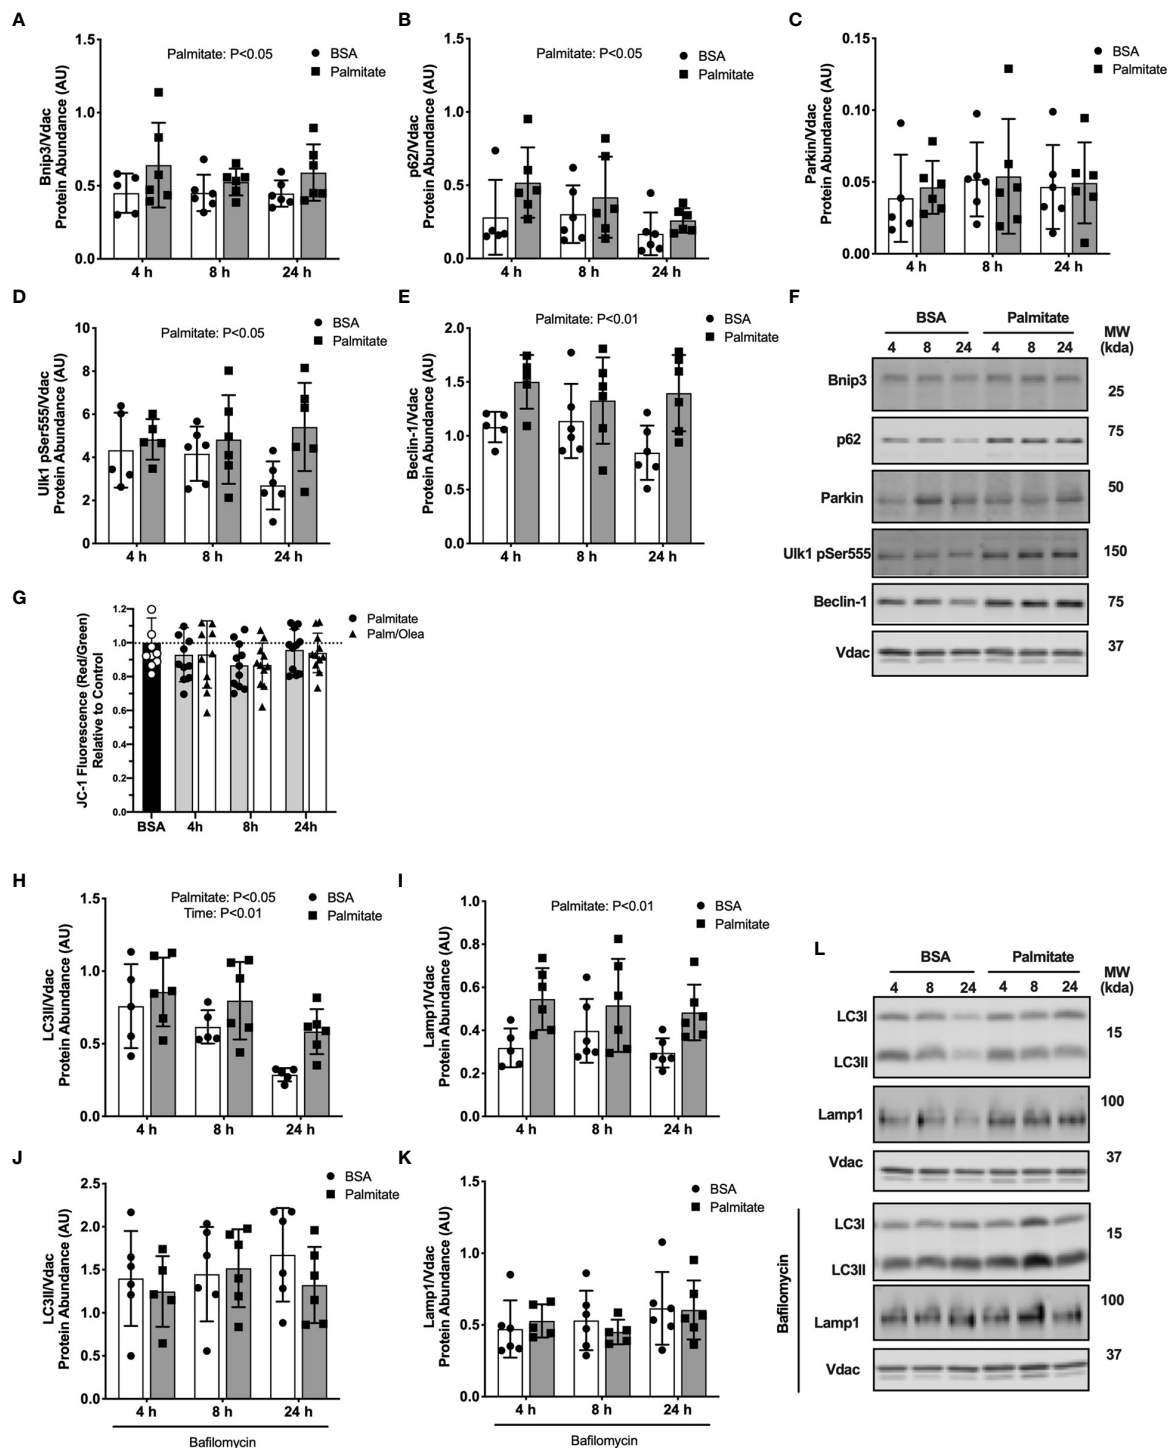 A
Bnip3/Vdac
Protein Abundance (AU)
1.5
1.0
0.5
0.0
Palmitate: P<0.05
BSA
Palmitate
4 h
8 h
24 h
B
p62/Vdac
Protein Abundance (AU)
1.5
1.0
0.5
0.0
Palmitate: P<0.05
BSA
Palmitate
4 h
8 h
24 h
C
Parkin/Vdac
Protein Abundance (AU)
0.15
0.10
0.05
0.00
BSA
Palmitate
4 h
8 h
24 h
D
Ulk1 pSer555/Vdac
Protein Abundance (AU)
10
8
6
4
2
0
Palmitate: P<0.05
BSA
Palmitate
4 h
8 h
24 h
E
Beclin-1/Vdac
Protein Abundance (AU)
2.0
1.5
1.0
0.5
0.0
Palmitate: P<0.01
BSA
Palmitate
4 h
8 h
24 h
F
BSA
Palmitate
MW
(kda)
4 8 24 4 8 24
Bnip3
25
p62
75
Parkin
50
Ulk1 pSer555
150
Beclin-1
75
Vdac
37
G
JC-1 Fluorescence (Red/Green)
Relative to Control
1.2
1.0
0.8
0.6
0.4
0.2
0.0
Palmitate
Palm/Olea
BSA
4h
8h
24h
H
LC3II/Vdac
Protein Abundance (AU)
1.5
1.0
0.5
0.0
Palmitate: P<0.05
Time: P<0.01
BSA
Palmitate
4 h
8 h
24 h
I
Lamp1/Vdac
Protein Abundance (AU)
1.0
0.8
0.6
0.4
0.2
0.0
Palmitate: P<0.01
BSA
Palmitate
4 h
8 h
24 h
J
LC3II/Vdac
Protein Abundance (AU)
2.5
2.0
1.5
1.0
0.5
0.0
BSA
Palmitate
4 h
8 h
24 h
Bafilomycin
K
Lamp1/Vdac
Protein Abundance (AU)
1.5
1.0
0.5
0.0
BSA
Palmitate
4 h
8 h
24 h
Bafilomycin
L
BSA
Palmitate
MW
(kda)
4 8 24 4 8 24
LC3I
15
LC3II
Lamp1
100
Vdac
37
Bafilomycin
LC3I
15
LC3II
Lamp1
100
Vdac
37